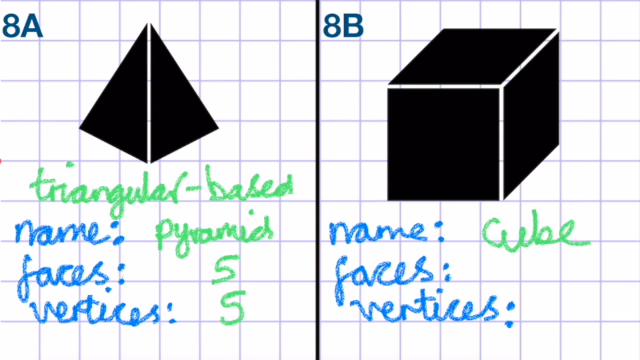 8A
triangular-based
name: pyramid
faces: 5
vertices: 5
8B
name: cube
faces:
vertices: